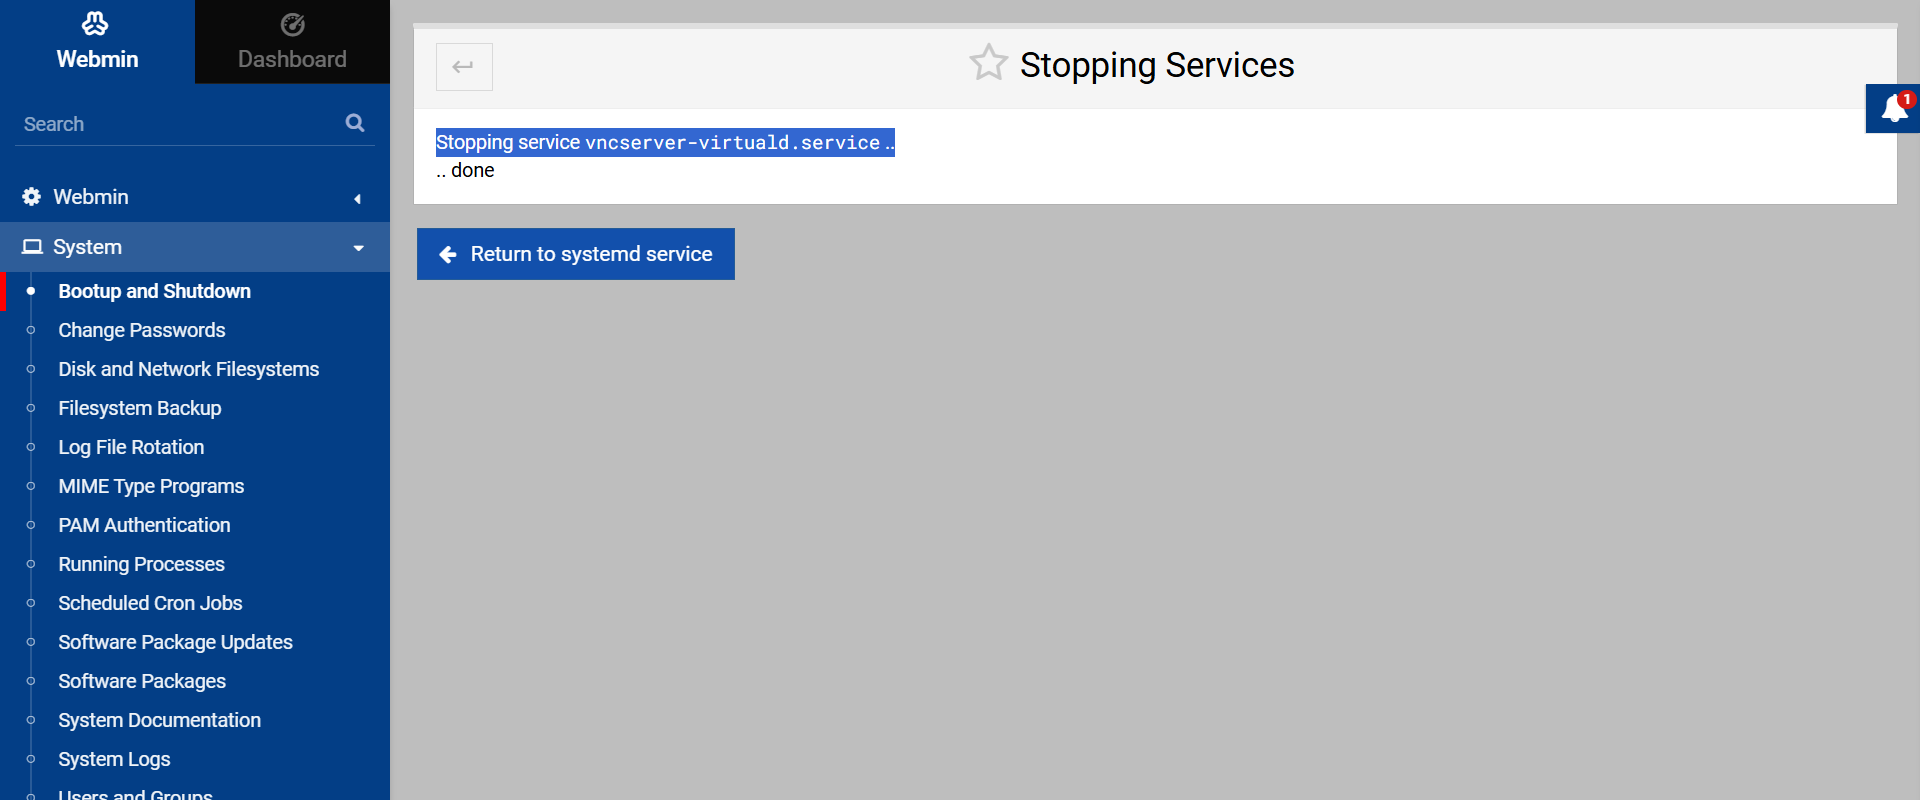 Webmin
Dashboard
Search
Webmin
System
Bootup and Shutdown
Change Passwords
Disk and Network Filesystems
Filesystem Backup
Log File Rotation
MIME Type Programs
PAM Authentication
Running Processes
Scheduled Cron Jobs
Software Package Updates
Software Packages
System Documentation
System Logs
Users and Groups
Stopping Services
1
Stopping service vncserver-virtuald.service ..
.. done
Return to systemd service